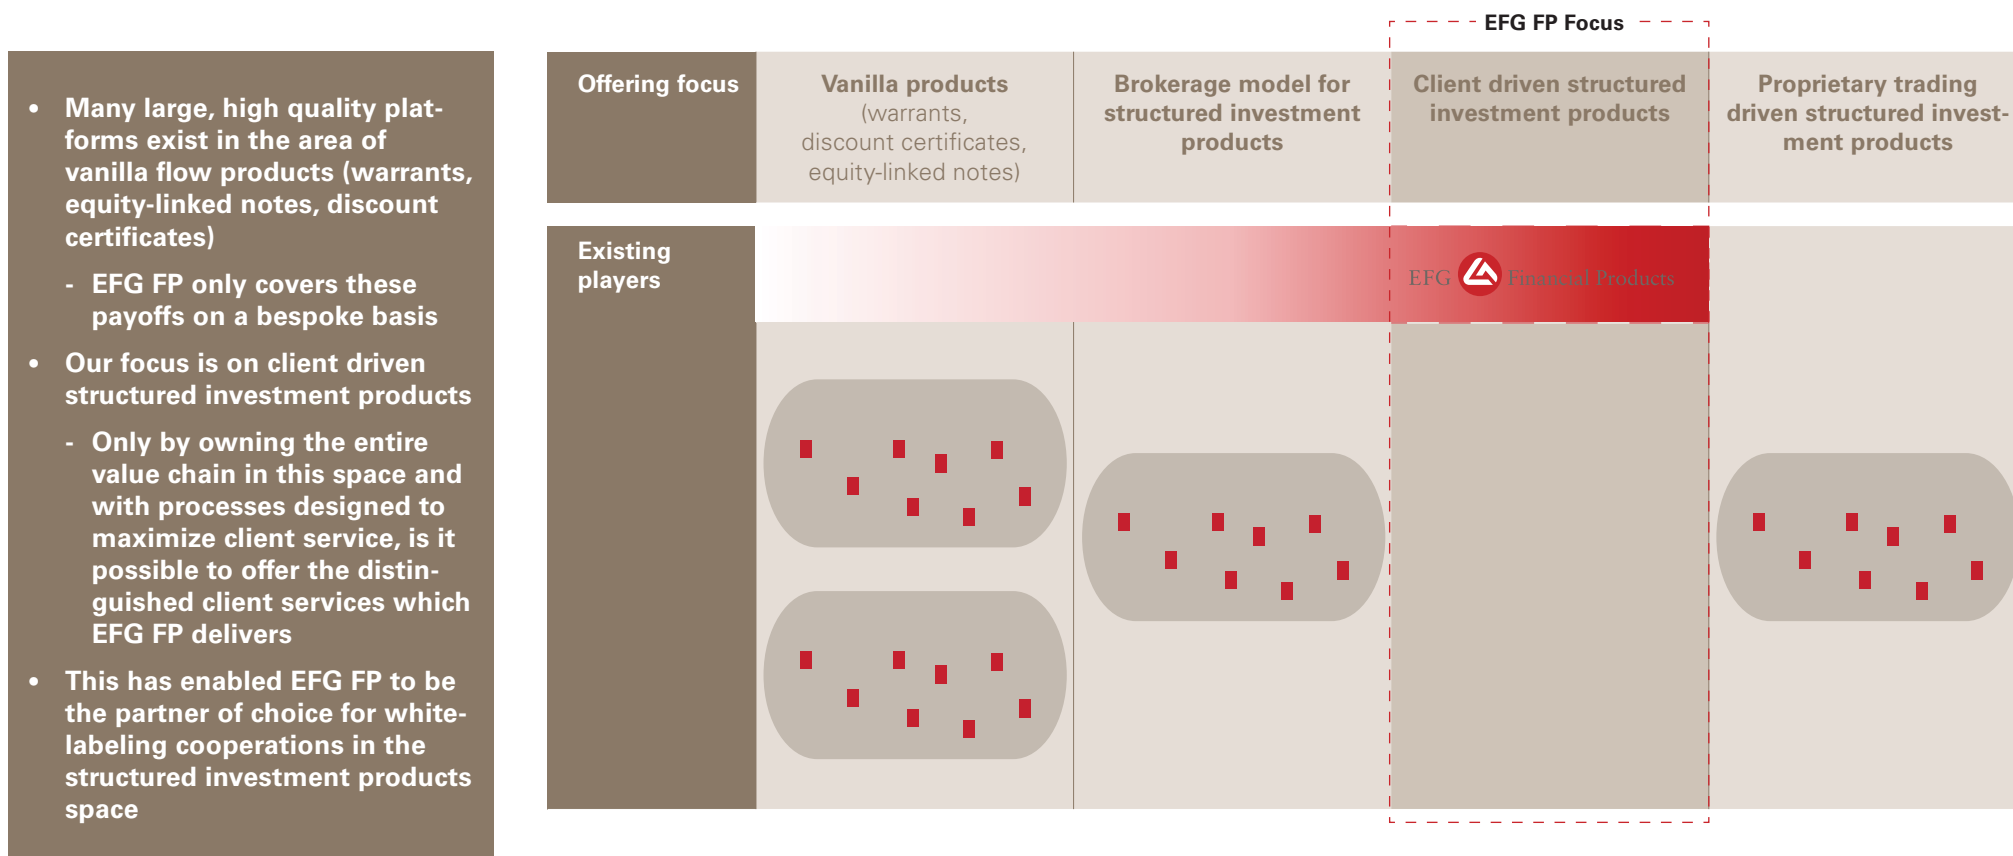 • Many large, high quality plat-
forms exist in the area of
vanilla flow products (warrants,
equity-linked notes, discount
certificates)
- EFG FP only covers these
payoffs on a bespoke basis
• Our focus is on client driven
structured investment products
- Only by owning the entire
value chain in this space and
with processes designed to
maximize client service, is it
possible to offer the distin-
guished client services which
EFG FP delivers
• This has enabled EFG FP to be
the partner of choice for white-
labeling cooperations in the
structured investment products
space
EFG FP Focus
Offering focus
Vanilla products
(warrants,
discount certificates,
equity-linked notes)
Brokerage model for
structured investment
products
Client driven structured
investment products
Proprietary trading
driven structured invest-
ment products
Existing
players
EFG Financial Products